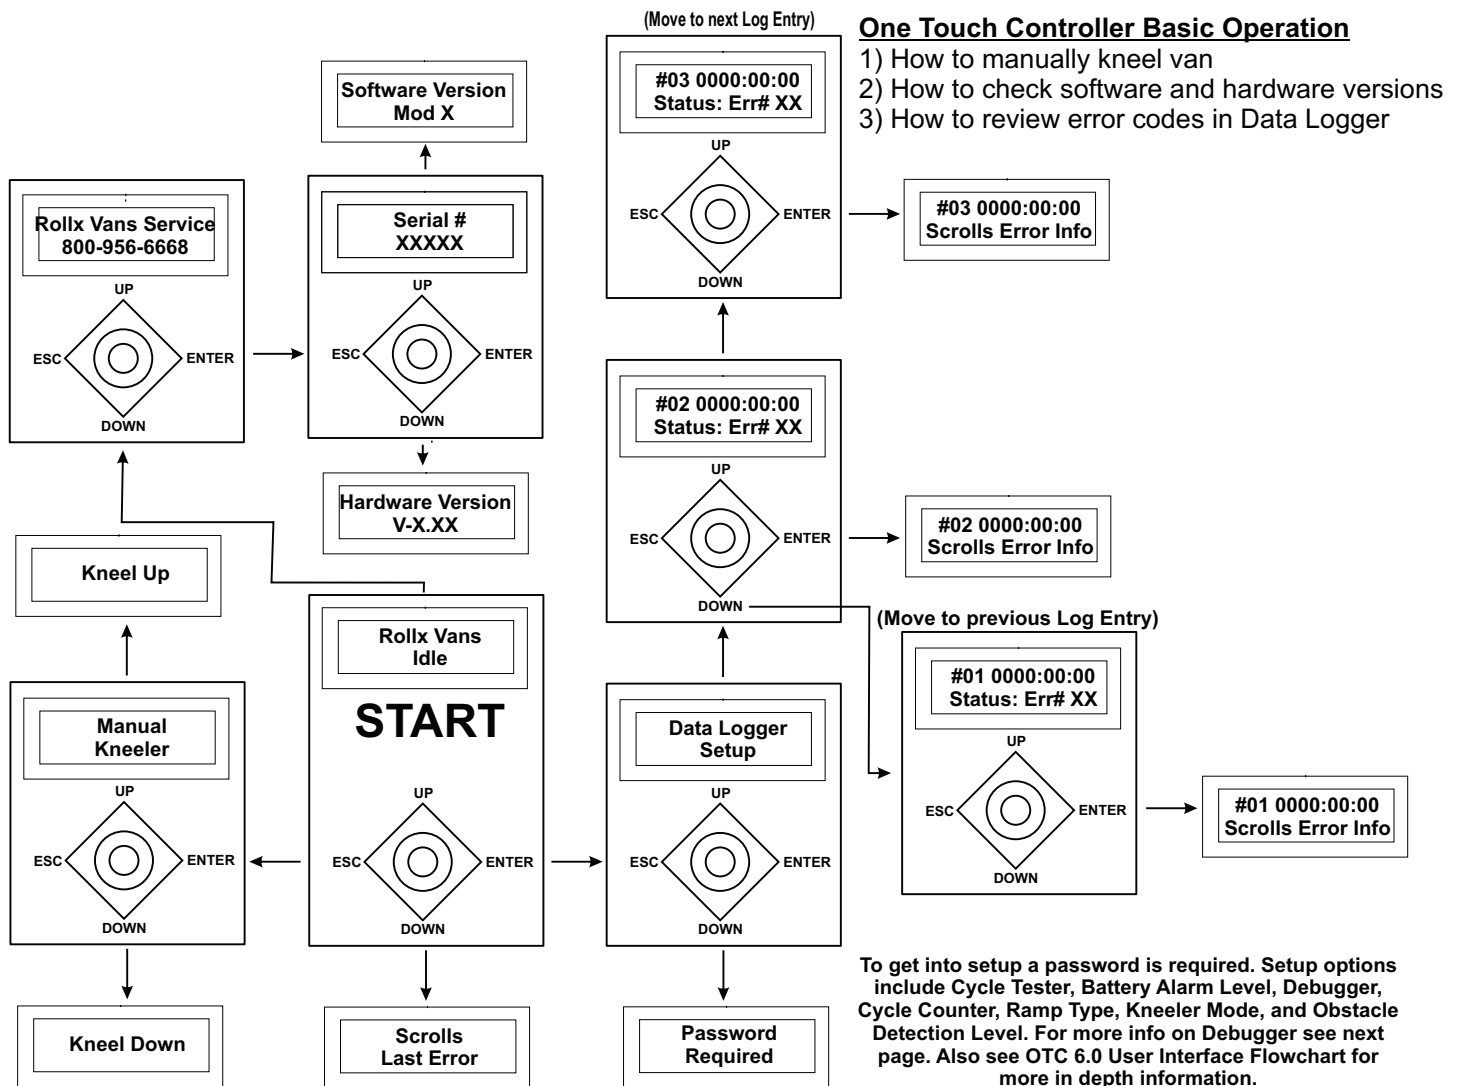 (Move to next Log Entry)
One Touch Controller Basic Operation
1) How to manually kneel van
2) How to check software and hardware versions
3) How to review error codes in Data Logger
Software Version
Mod X
Rollx Vans Service
800-956-6668
UP
ESC
ENTER
DOWN
Serial #
XXXXX
UP
ESC
ENTER
DOWN
Hardware Version
V-X.XX
#03 0000:00:00
Status: Err# XX
UP
ESC
ENTER
DOWN
#03 0000:00:00
Scrolls Error Info
#02 0000:00:00
Status: Err# XX
UP
ESC
ENTER
DOWN
#02 0000:00:00
Scrolls Error Info
(Move to previous Log Entry)
#01 0000:00:00
Status: Err# XX
UP
ESC
ENTER
DOWN
#01 0000:00:00
Scrolls Error Info
Kneel Up
Manual
Kneeler
UP
ESC
ENTER
DOWN
Kneel Down
Rollx Vans
Idle
START
UP
ESC
ENTER
DOWN
Scrolls
Last Error
Data Logger
Setup
UP
ESC
ENTER
DOWN
Password
Required
To get into setup a password is required. Setup options
include Cycle Tester, Battery Alarm Level, Debugger,
Cycle Counter, Ramp Type, Kneeler Mode, and Obstacle
Detection Level. For more info on Debugger see next
page. Also see OTC 6.0 User Interface Flowchart for
more in depth information.